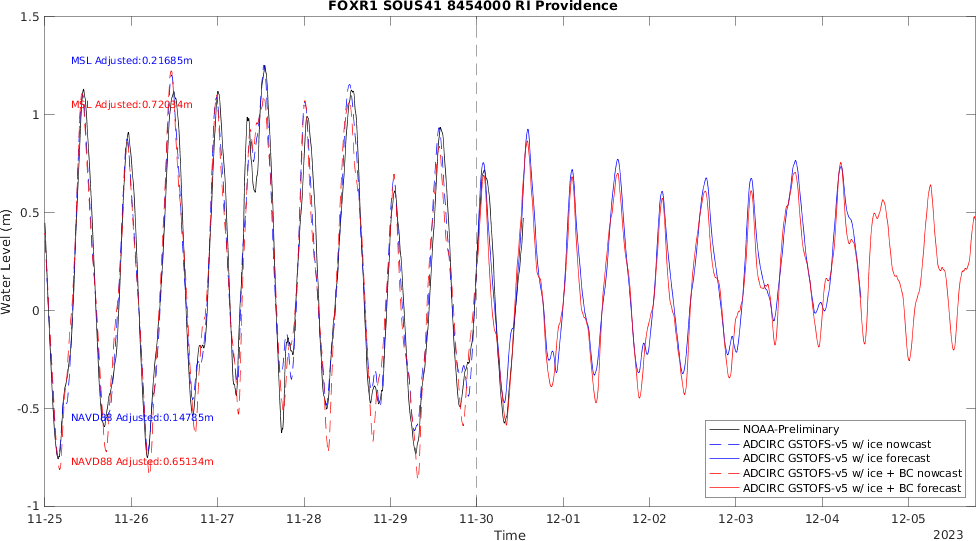 FOXR1 SOUS41 8454000 RI Providence
1.5
1
0.5
0
-0.5
-1
Water Level (m)
MSL Adjusted:0.21685m
MSL Adjusted:0.72034m
NAVD88 Adjusted:0.14785m
NAVD88 Adjusted:0.65134m
NOAA-Preliminary
ADCIRC GSTOFS-v5 w/ ice nowcast
ADCIRC GSTOFS-v5 w/ ice forecast
ADCIRC GSTOFS-v5 w/ ice + BC nowcast
ADCIRC GSTOFS-v5 w/ ice + BC forecast
11-25 11-26 11-27 11-28 11-29 11-30 12-01 12-02 12-03 12-04 12-05
Time
2023